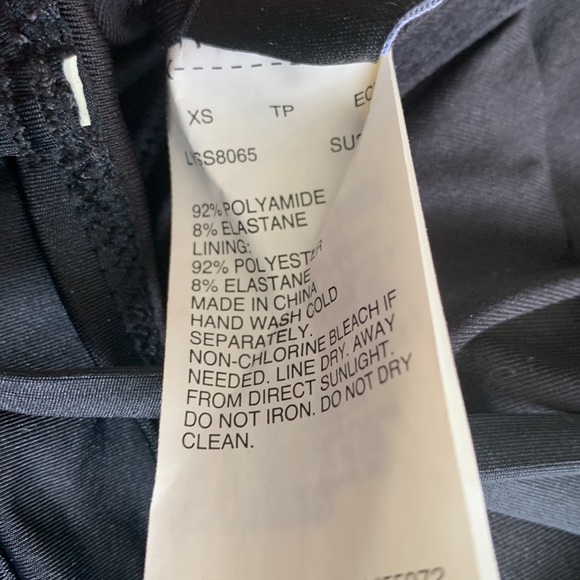 XS TP
92% POLYAMIDE
8% ELASTANE
LINING:
92% POLYESTER
8% ELASTANE
MADE IN CHINA
HAND WASH COLD
SEPARATELY.
NON-CHLORINE BLEACH IF
NEEDED. LINE DRY. AWAY
FROM DIRECT SUNLIGHT.
DO NOT IRON. DO NOT DRY
CLEAN.